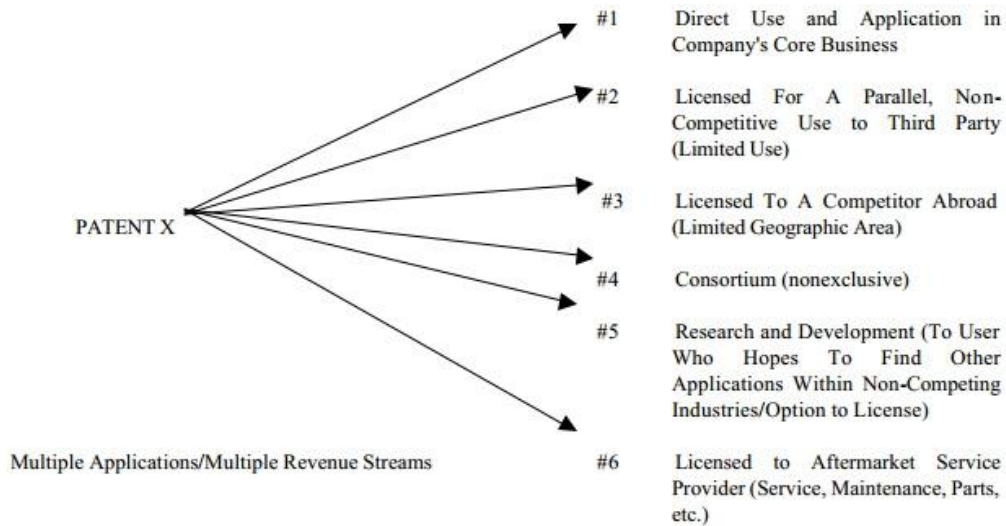 #1 Direct Use and Application in
Company's Core Business
#2 Licensed For A Parallel, Non-
Competitive Use to Third Party
(Limited Use)
#3 Licensed To A Competitor Abroad
(Limited Geographic Area)
PATENT X
#4 Consortium (nonexclusive)
#5 Research and Development (To User
Who Hopes To Find Other
Applications Within Non-Competing
Industries/Option to License)
Multiple Applications/Multiple Revenue Streams
#6 Licensed to Aftermarket Service
Provider (Service, Maintenance, Parts,
etc.)